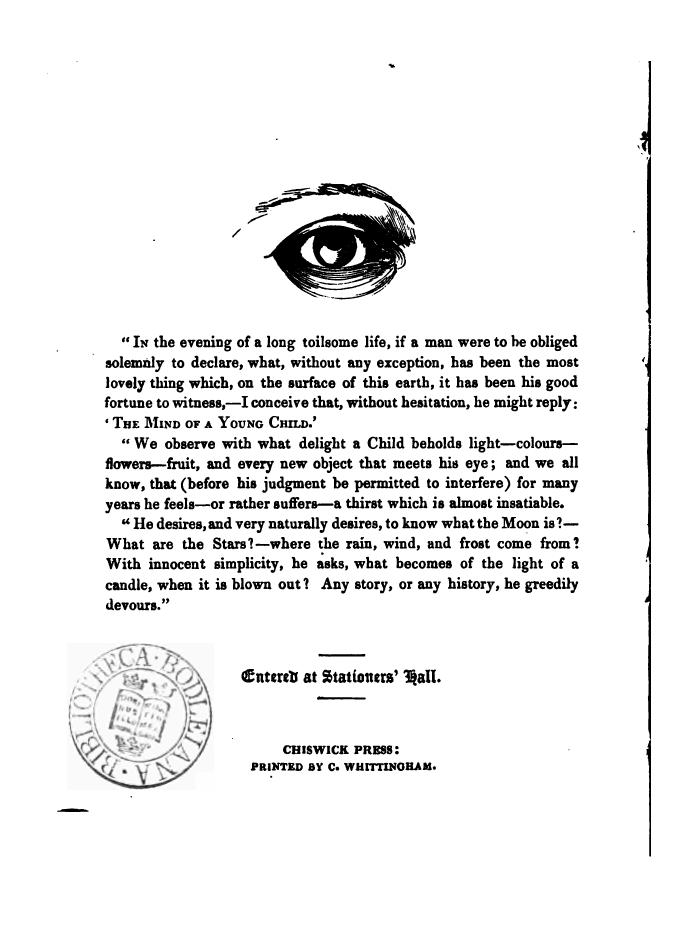 “ IN the evening of a long toilsome life, if a man were to be obliged
solemnly to declare, what, without any exception, has been the most
lovely thing which, on the surface of this earth, it has been his good
fortune to witness,—I conceive that, without hesitation, he might reply:
‘ THE MIND OF A YOUNG CHILD.’
“ We observe with what delight a Child beholds light—colours—
flowers—fruit, and every new object that meets his eye; and we all
know, that (before his judgment be permitted to interfere) for many
years he feels—or rather suffers—a thirst which is almost insatiable.
“ He desires, and very naturally desires, to know what the Moon is?—
What are the Stars?—where the rain, wind, and frost come from?
With innocent simplicity, he asks, what becomes of the light of a
candle, when it is blown out? Any story, or any history, he greedily
devours.”
Entered at Stationers’ Hall.
BIBLIOTHECA · BODLEIANA ·
CHISWICK PRESS:
PRINTED BY C. WHITTINGHAM.